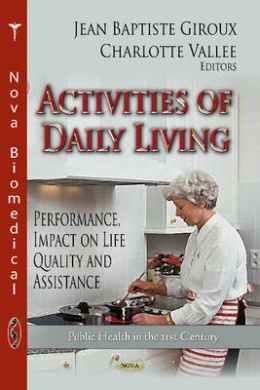 JEAN BAPTISTE GIROUX
CHARLOTTE VALLEE
EDITORS
Nova Biomedical
ACTIVITIES OF
DAILY LIVING
PERFORMANCE,
IMPACT ON LIFE
QUALITY AND
ASSISTANCE
Public Health in the 21st Century
NOVA